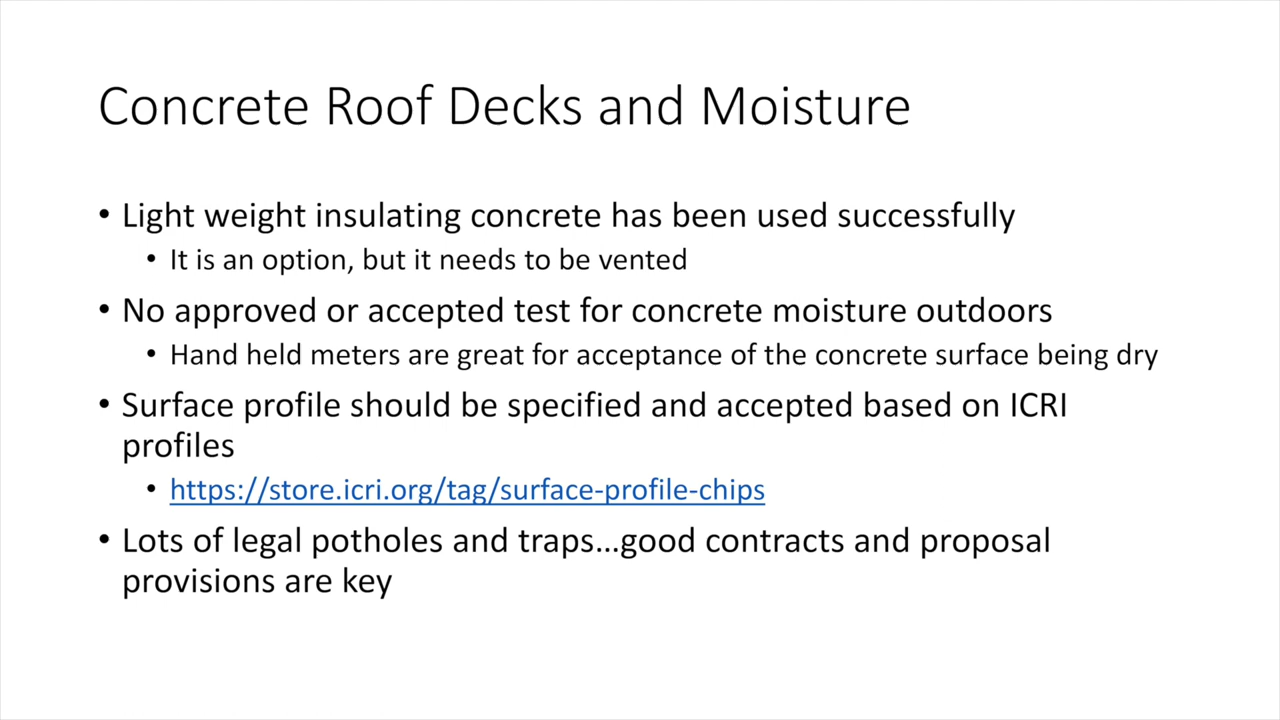 Concrete Roof Decks and Moisture
• Light weight insulating concrete has been used successfully
• It is an option, but it needs to be vented
• No approved or accepted test for concrete moisture outdoors
• Hand held meters are great for acceptance of the concrete surface being dry
• Surface profile should be specified and accepted based on ICRI
profiles
• https://store.icri.org/tag/surface-profile-chips
• Lots of legal potholes and traps...good contracts and proposal
provisions are key